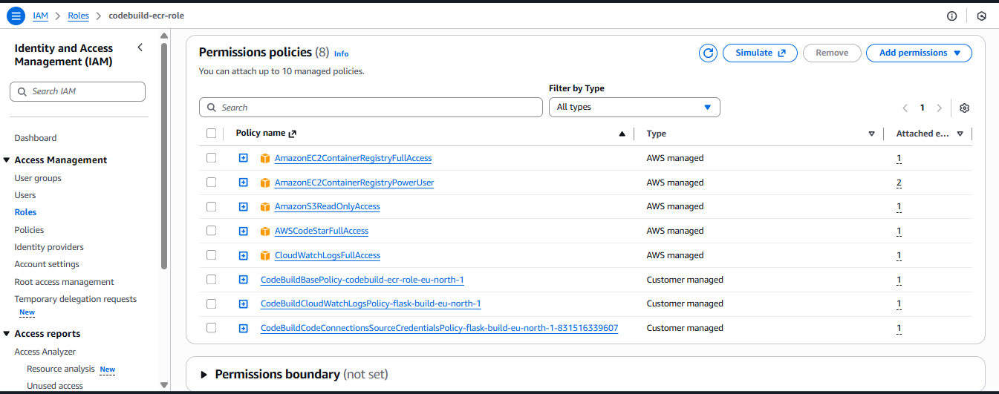 IAM > Roles > codebuild-ecr-role
Identity and Access
Management (IAM)
Search IAM
Dashboard
Access Management
User groups
Users
Roles
Policies
Identity providers
Account settings
Root access management
Temporary delegation requests
New
Access reports
Access Analyzer
Resource analysis New
Unused access
Permissions policies (8) Info
Simulate
Remove
Add permissions
You can attach up to 10 managed policies.
Filter by Type
Search
All types
1
Policy name Type Attached e...
AmazonEC2ContainerRegistryFullAccess AWS managed 1
AmazonEC2ContainerRegistryPowerUser AWS managed 2
AmazonS3ReadOnlyAccess AWS managed 1
AWSCodeStarFullAccess AWS managed 1
CloudWatchLogsFullAccess AWS managed 1
CodeBuildBasePolicy-codebuild-ecr-role-eu-north-1 Customer managed 1
CodeBuildCloudWatchLogsPolicy-flask-build-eu-north-1 Customer managed 1
CodeBuildCodeConnectionsSourceCredentialsPolicy-flask-build-eu-north-1-831516339607 Customer managed 1
Permissions boundary (not set)